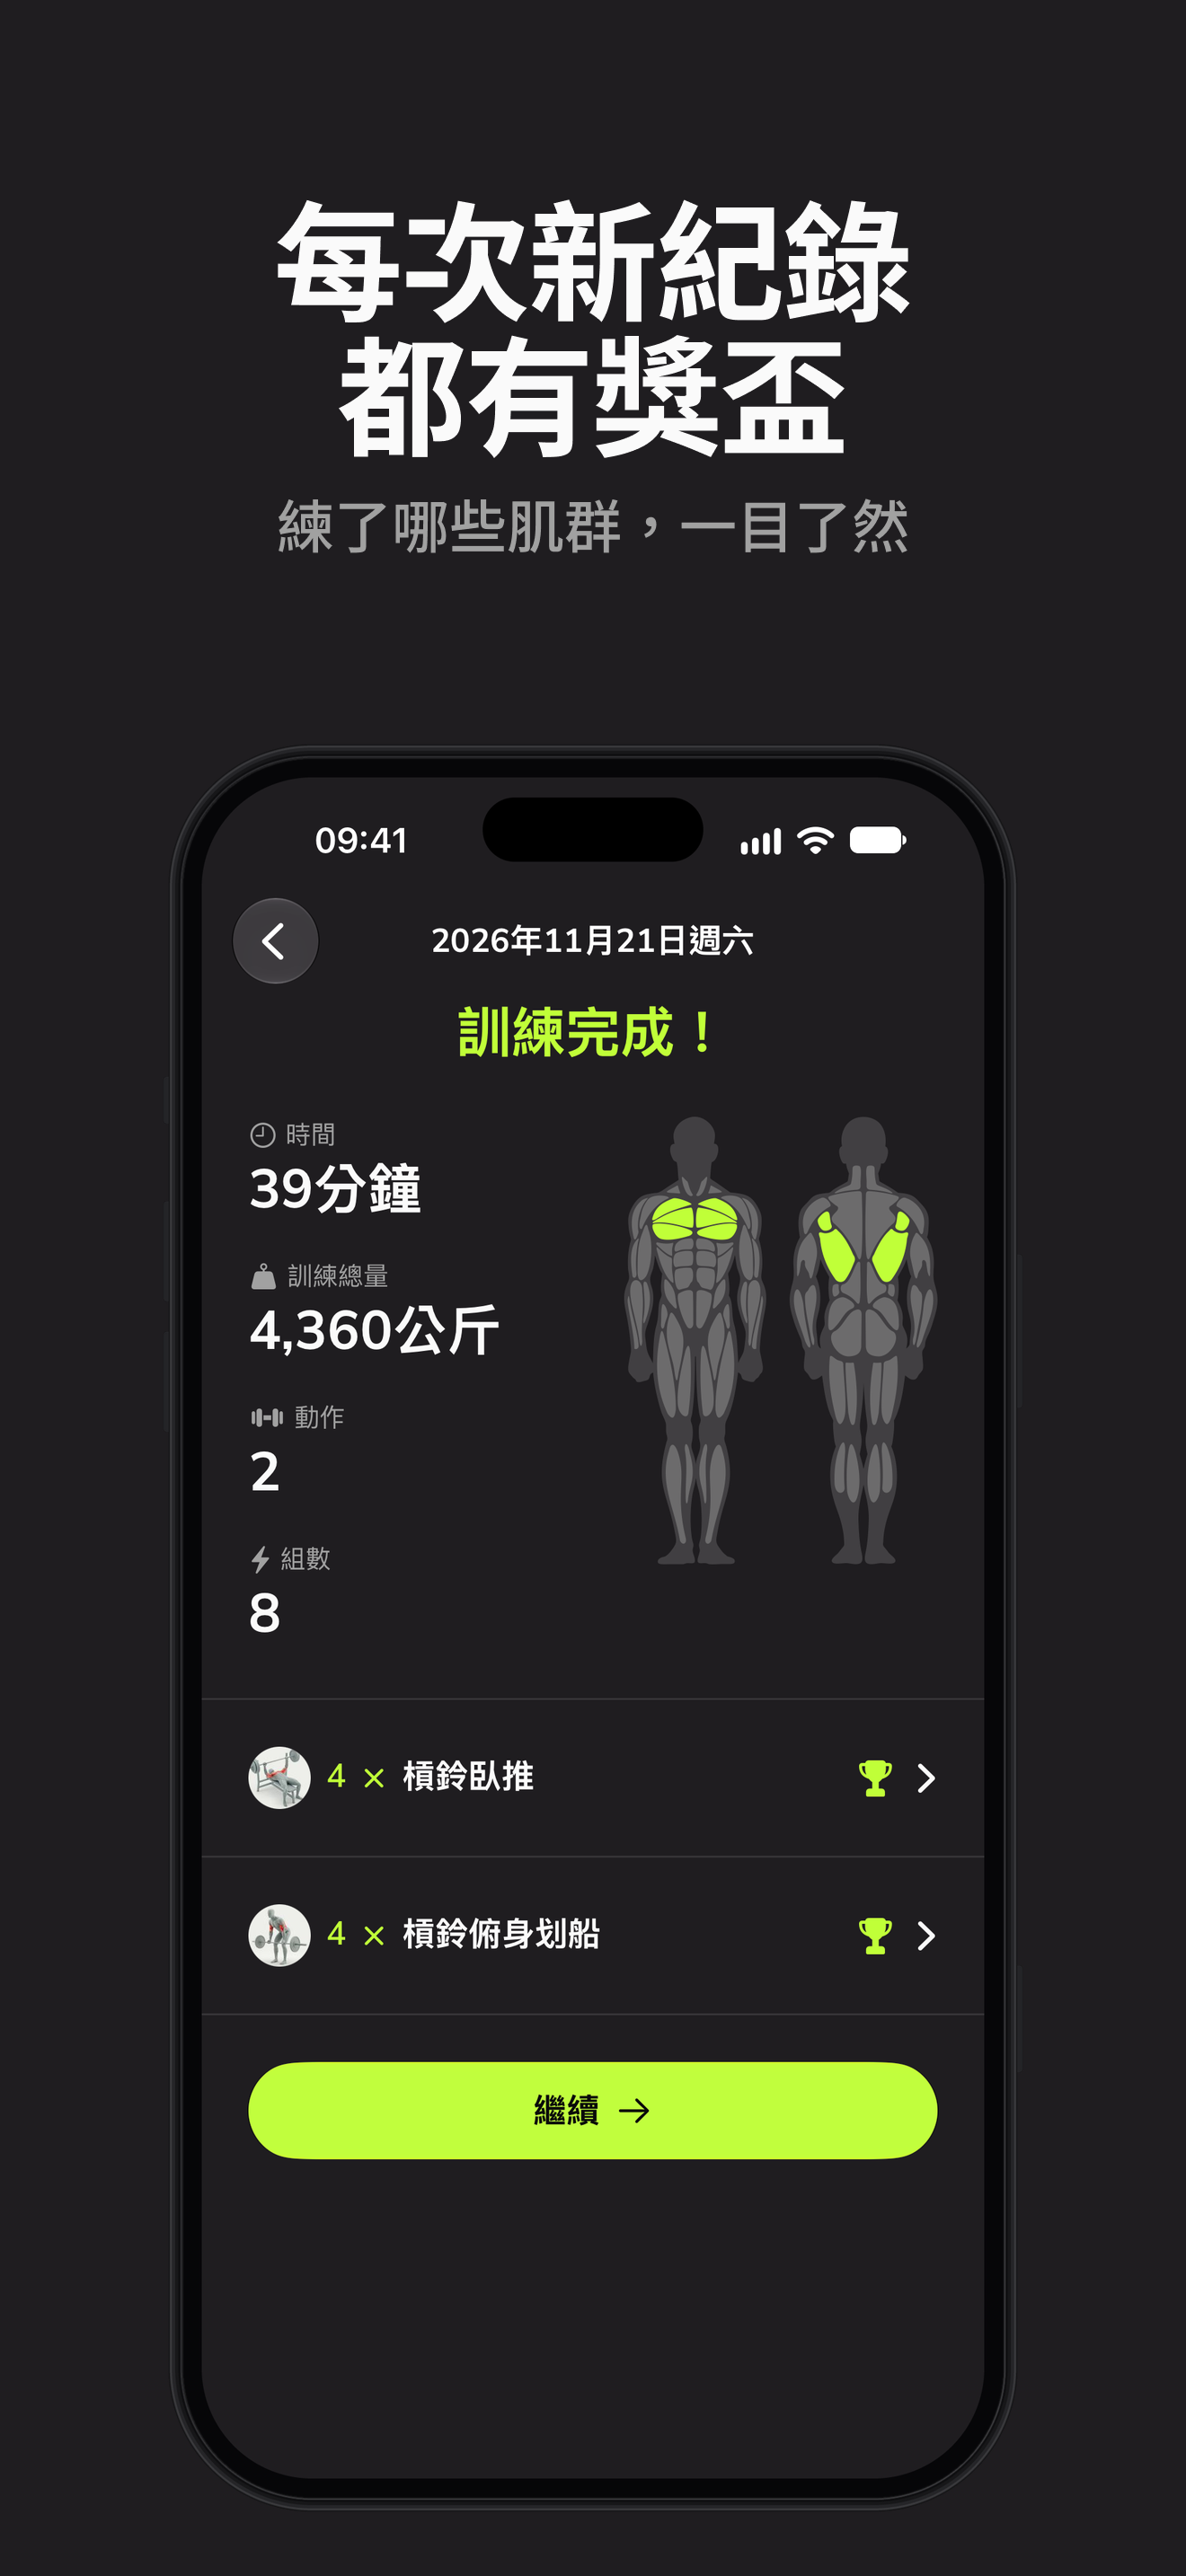 每次新紀錄
都有獎盃
練了哪些肌群，一目了然
09:41
2026年11月21日週六
訓練完成！
時間
39分鐘
訓練總量
4,360公斤
動作
2
組數
8
4 × 槓鈴臥推
4 × 槓鈴俯身划船
繼續 →